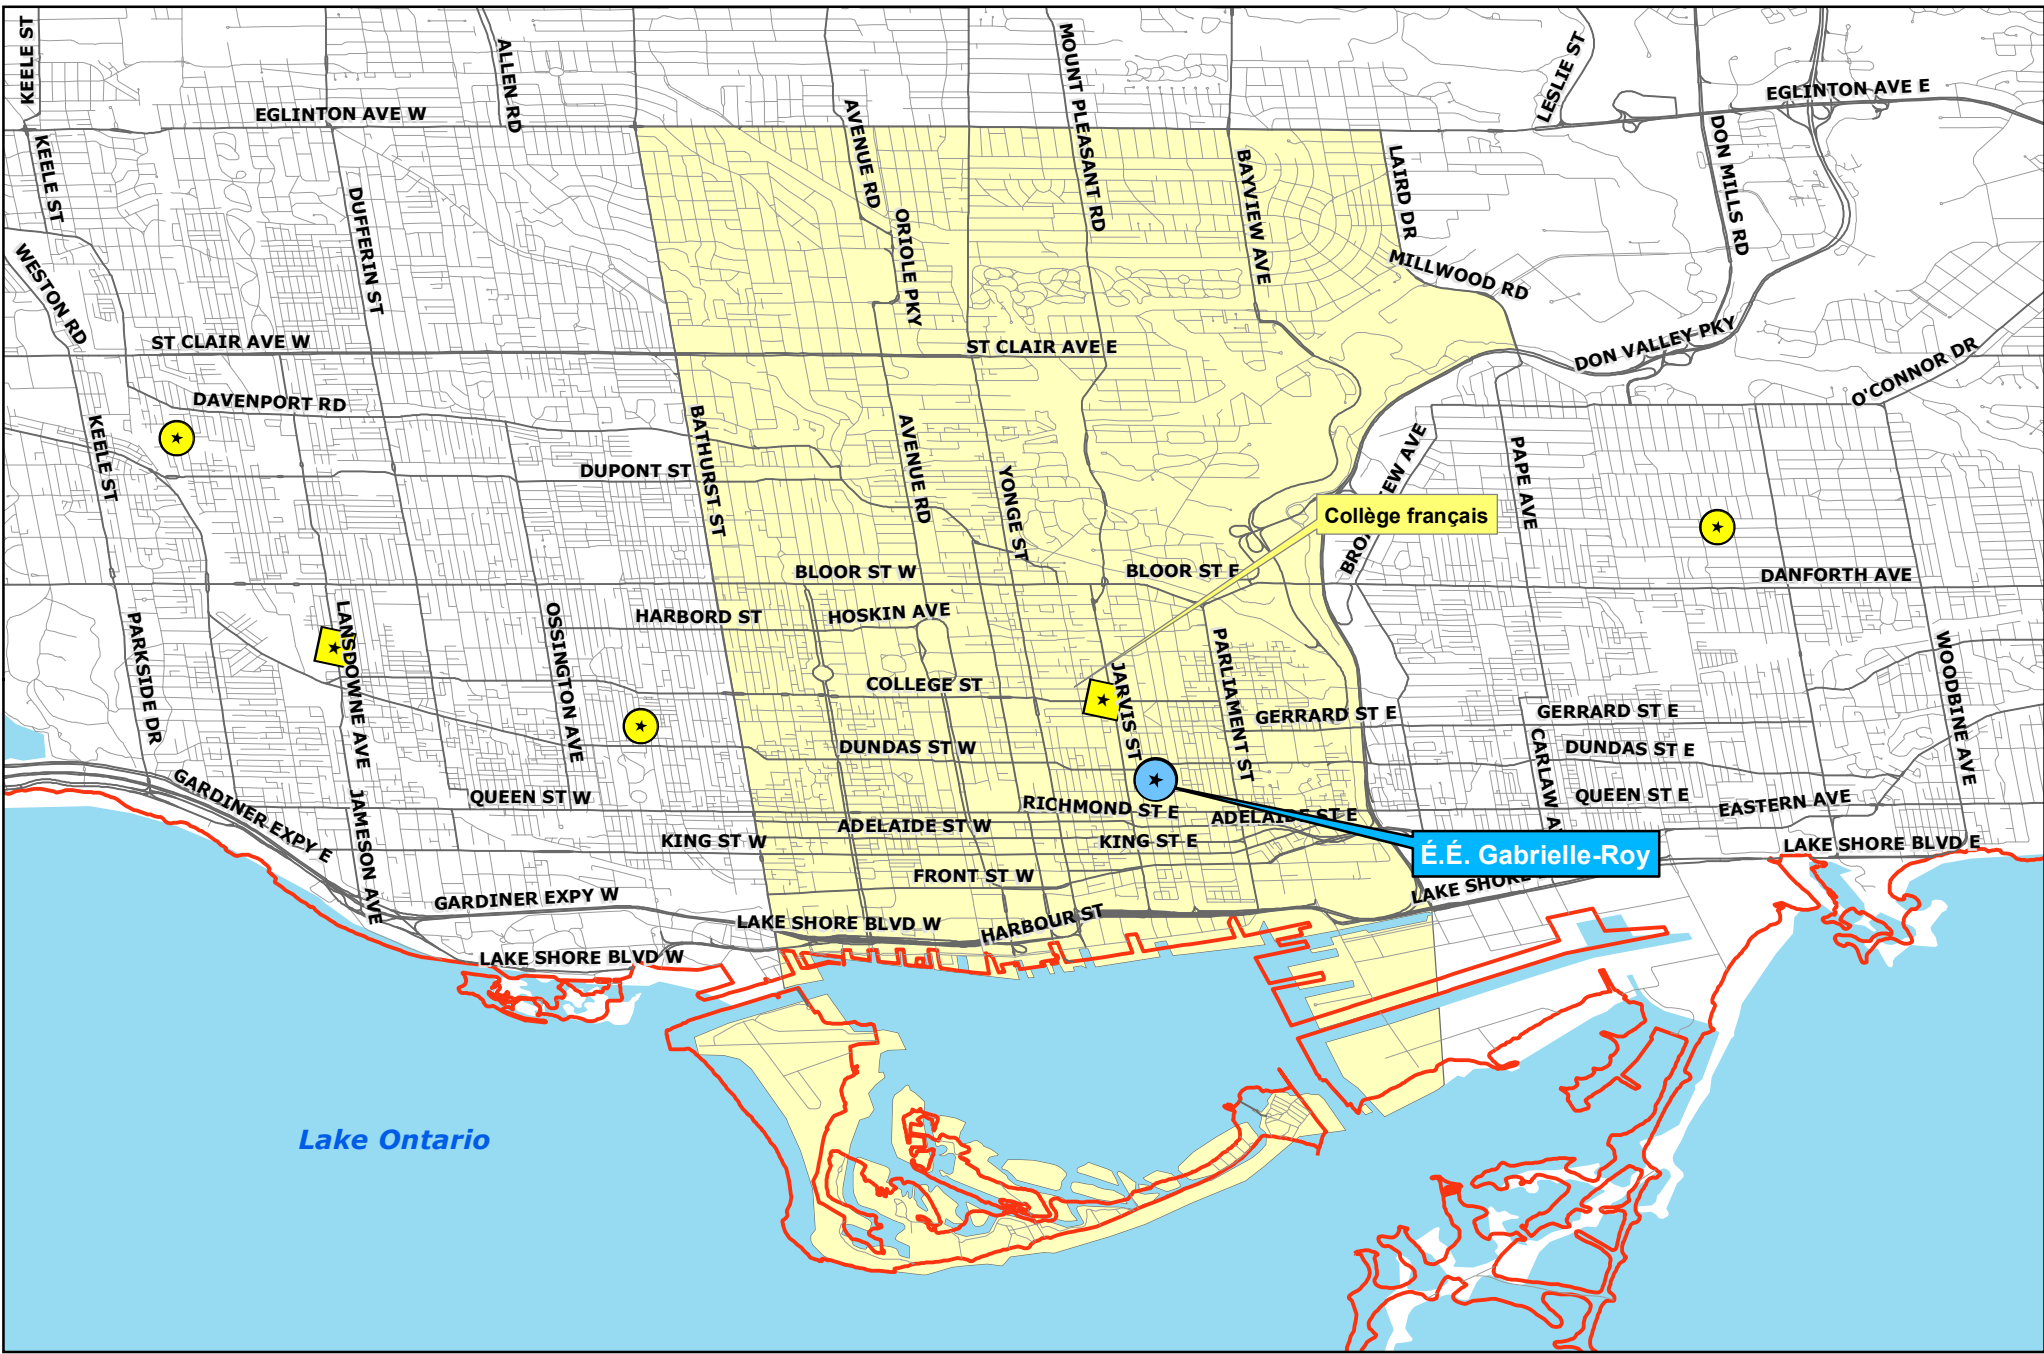 KEELE ST
ALLEN RD
MOUNT PLEASANT RD
LESLIE ST
EGLINTON AVE E
EGLINTON AVE W
AVENUE RD
KEELE ST
DUFFERIN ST
ORIOLE PKY
BAYVIEW AVE
LAIRD DR
DON MILLS RD
WESTON RD
MILLWOOD RD
ST CLAIR AVE W
ST CLAIR AVE E
DON VALLEY PKY
O'CONNOR DR
DAVENPORT RD
KEELE ST
BATHURST ST
AVENUE RD
YONGE ST
PAPE AVE
DUPONT ST
Collège français
BLOOR ST W
BLOOR ST E
DANFORTH AVE
HARBORD ST
HOSKIN AVE
PARKSIDE DR
LANSDOWNE AVE
OSSINGTON AVE
JARVIS ST
PARLIAMENT ST
WOODBINE AVE
COLLEGE ST
GERRARD ST E
GERRARD ST E
DUNDAS ST W
DUNDAS ST E
CARLAW A
GARDINER EXPY E
JAMESON AVE
QUEEN ST W
RICHMOND ST E
ADELAIDE ST E
QUEEN ST E
EASTERN AVE
ADELAIDE ST W
KING ST W
KING ST E
É.É. Gabrielle-Roy
LAKE SHORE BLVD E
FRONT ST W
LAKE SHORE
GARDINER EXPY W
LAKE SHORE BLVD W
HARBOUR ST
LAKE SHORE BLVD W
Lake Ontario